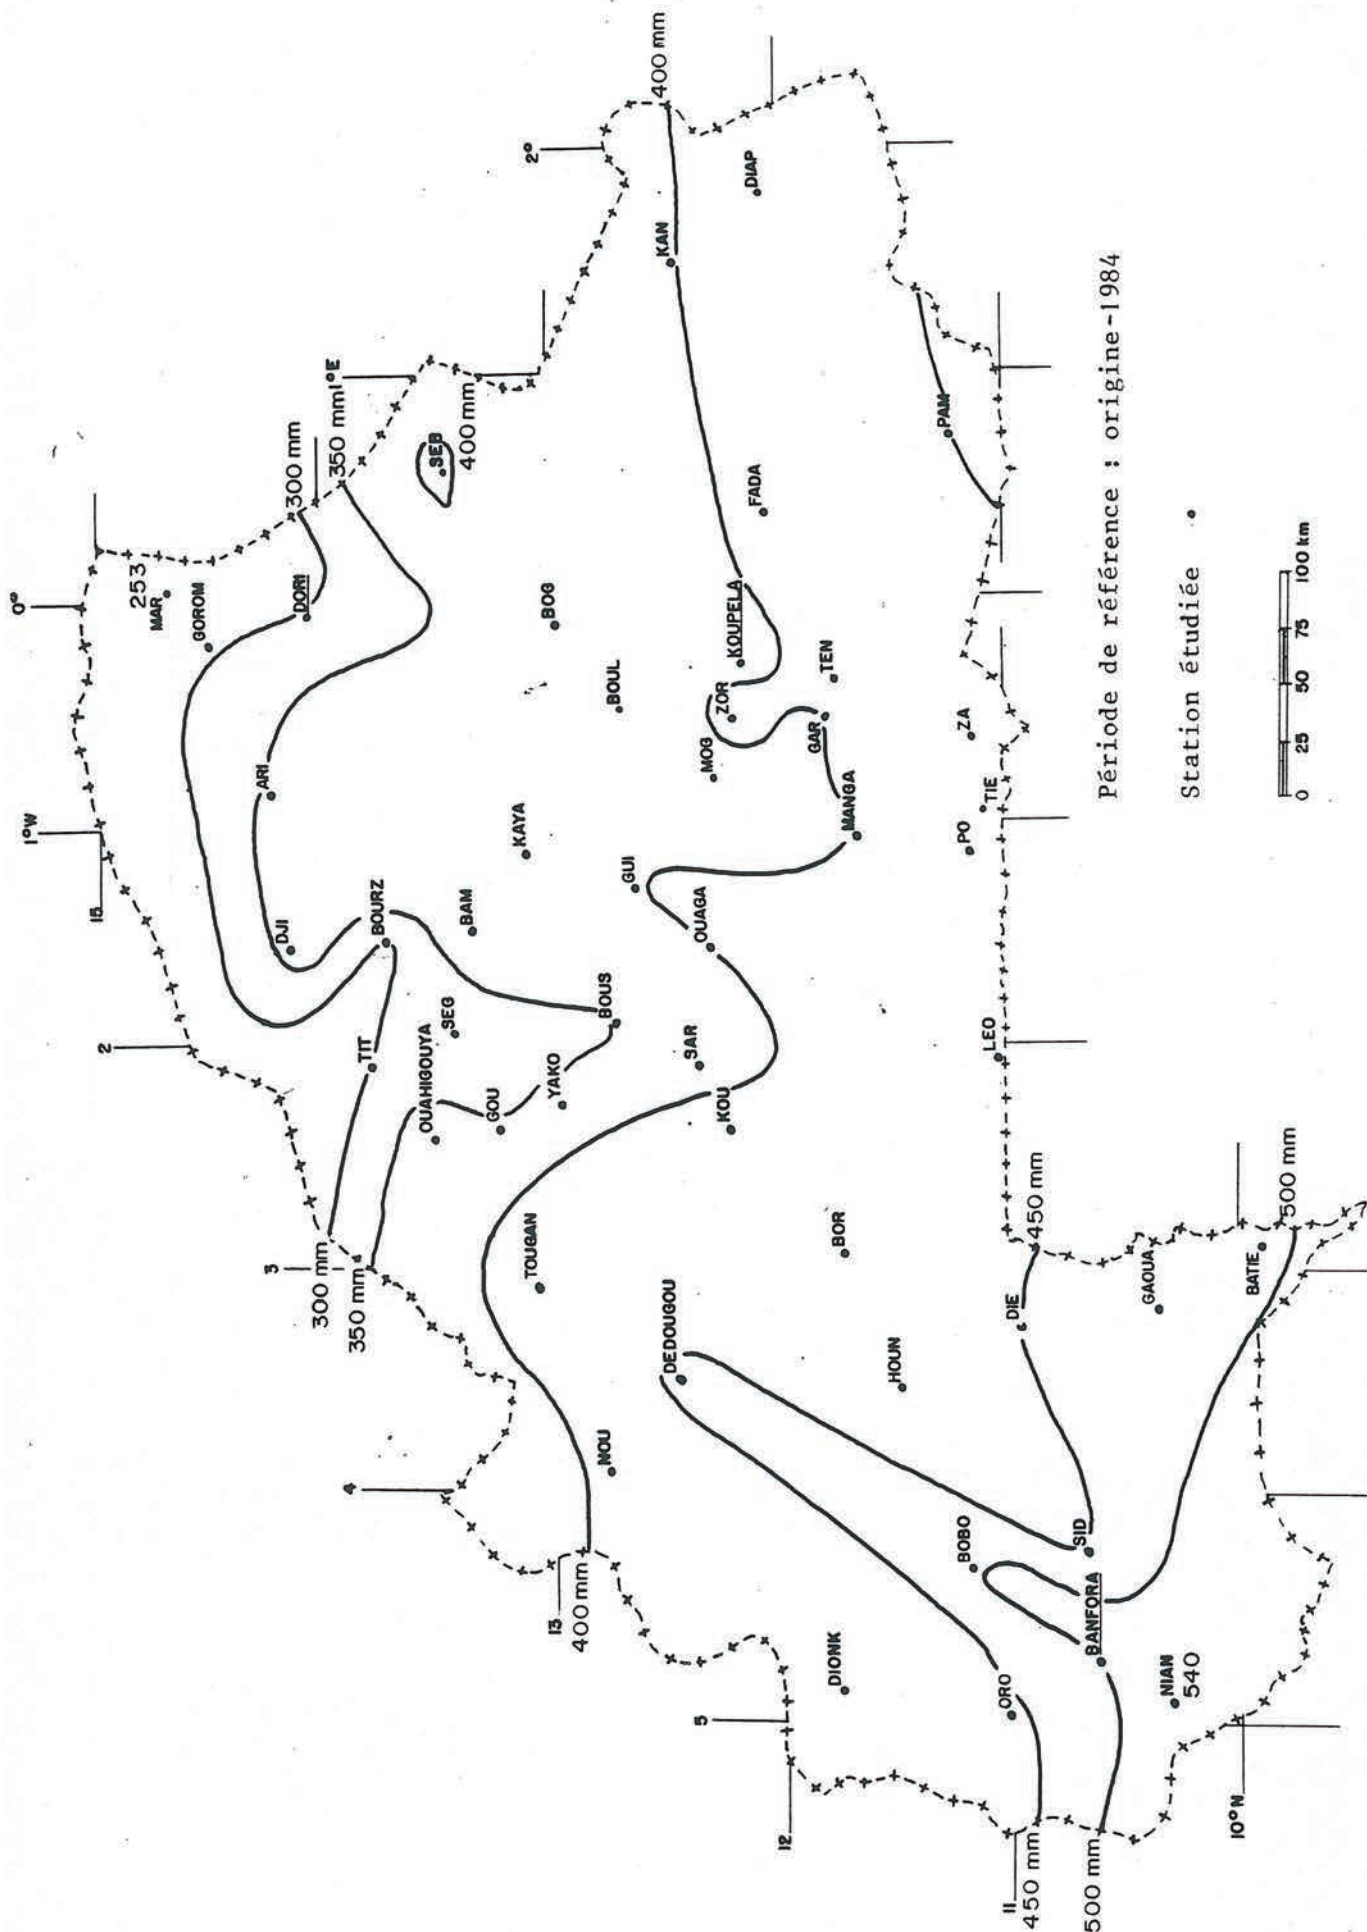 0°
2°
1°W
15
2
3
4
13
5
12
11
10°N
1°E
MAR
253
GOROM
DORI
300 mm
350 mm
SEB
400 mm
ARI
DJI
BOURZ
TIT
BAM
KAYA
BOG
BOUL
OUAHIGOUYA
SEG
GOU
YAKO
BOUS
300 mm
350 mm
TOUGAN
NOU
400 mm
GUI
OUAGA
SAR
KOU
MOG
ZOR
KOUPELA
FADA
KAN
400 mm
DIAP
GAR
TEN
MANGA
PAM
DEDOUGOU
BOR
HOUN
DIONK
PO
TIE
ZA
LEO
DIE
450 mm
GAOUA
BATIE
500 mm
BOBO
SID
BANFORA
ORO
450 mm
500 mm
NIAN
540
Période de référence : origine-1984
Station étudiée
0 25 50 75 100 km